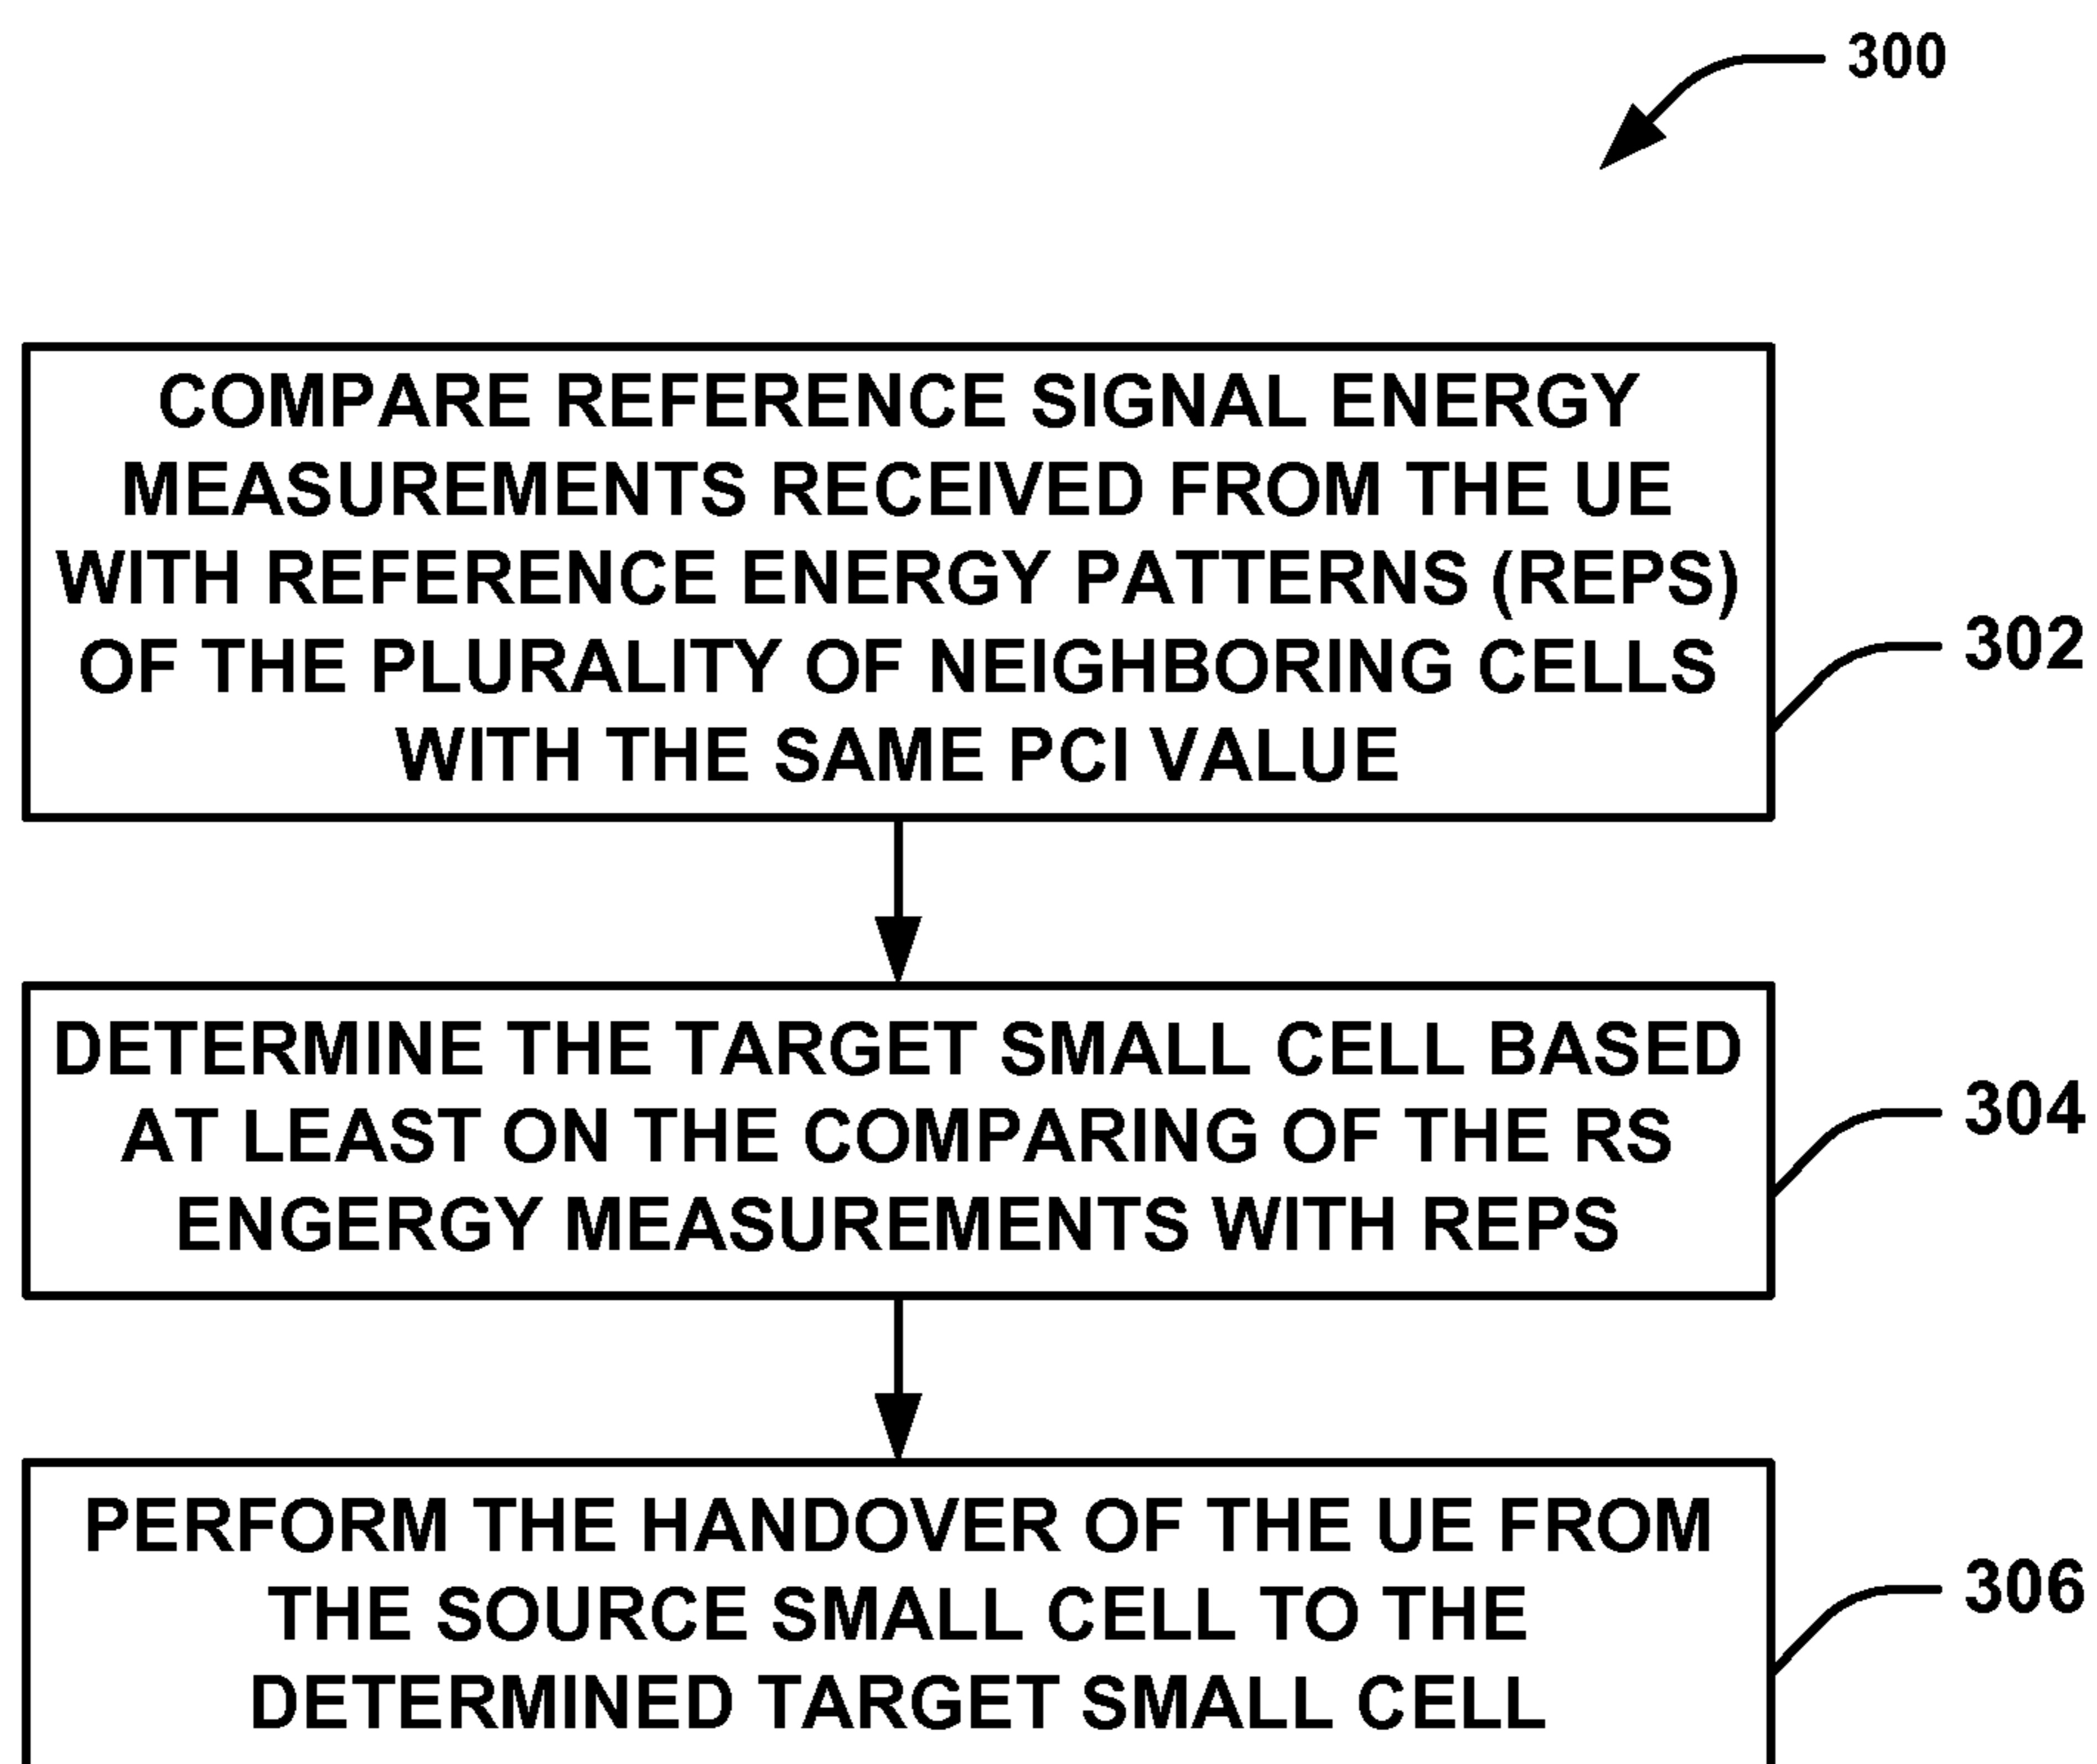 300
COMPARE REFERENCE SIGNAL ENERGY
MEASUREMENTS RECEIVED FROM THE UE
WITH REFERENCE ENERGY PATTERNS (REPS)
OF THE PLURALITY OF NEIGHBORING CELLS
WITH THE SAME PCI VALUE
302
DETERMINE THE TARGET SMALL CELL BASED
AT LEAST ON THE COMPARING OF THE RS
ENGERGY MEASUREMENTS WITH REPS
304
PERFORM THE HANDOVER OF THE UE FROM
THE SOURCE SMALL CELL TO THE
DETERMINED TARGET SMALL CELL
306